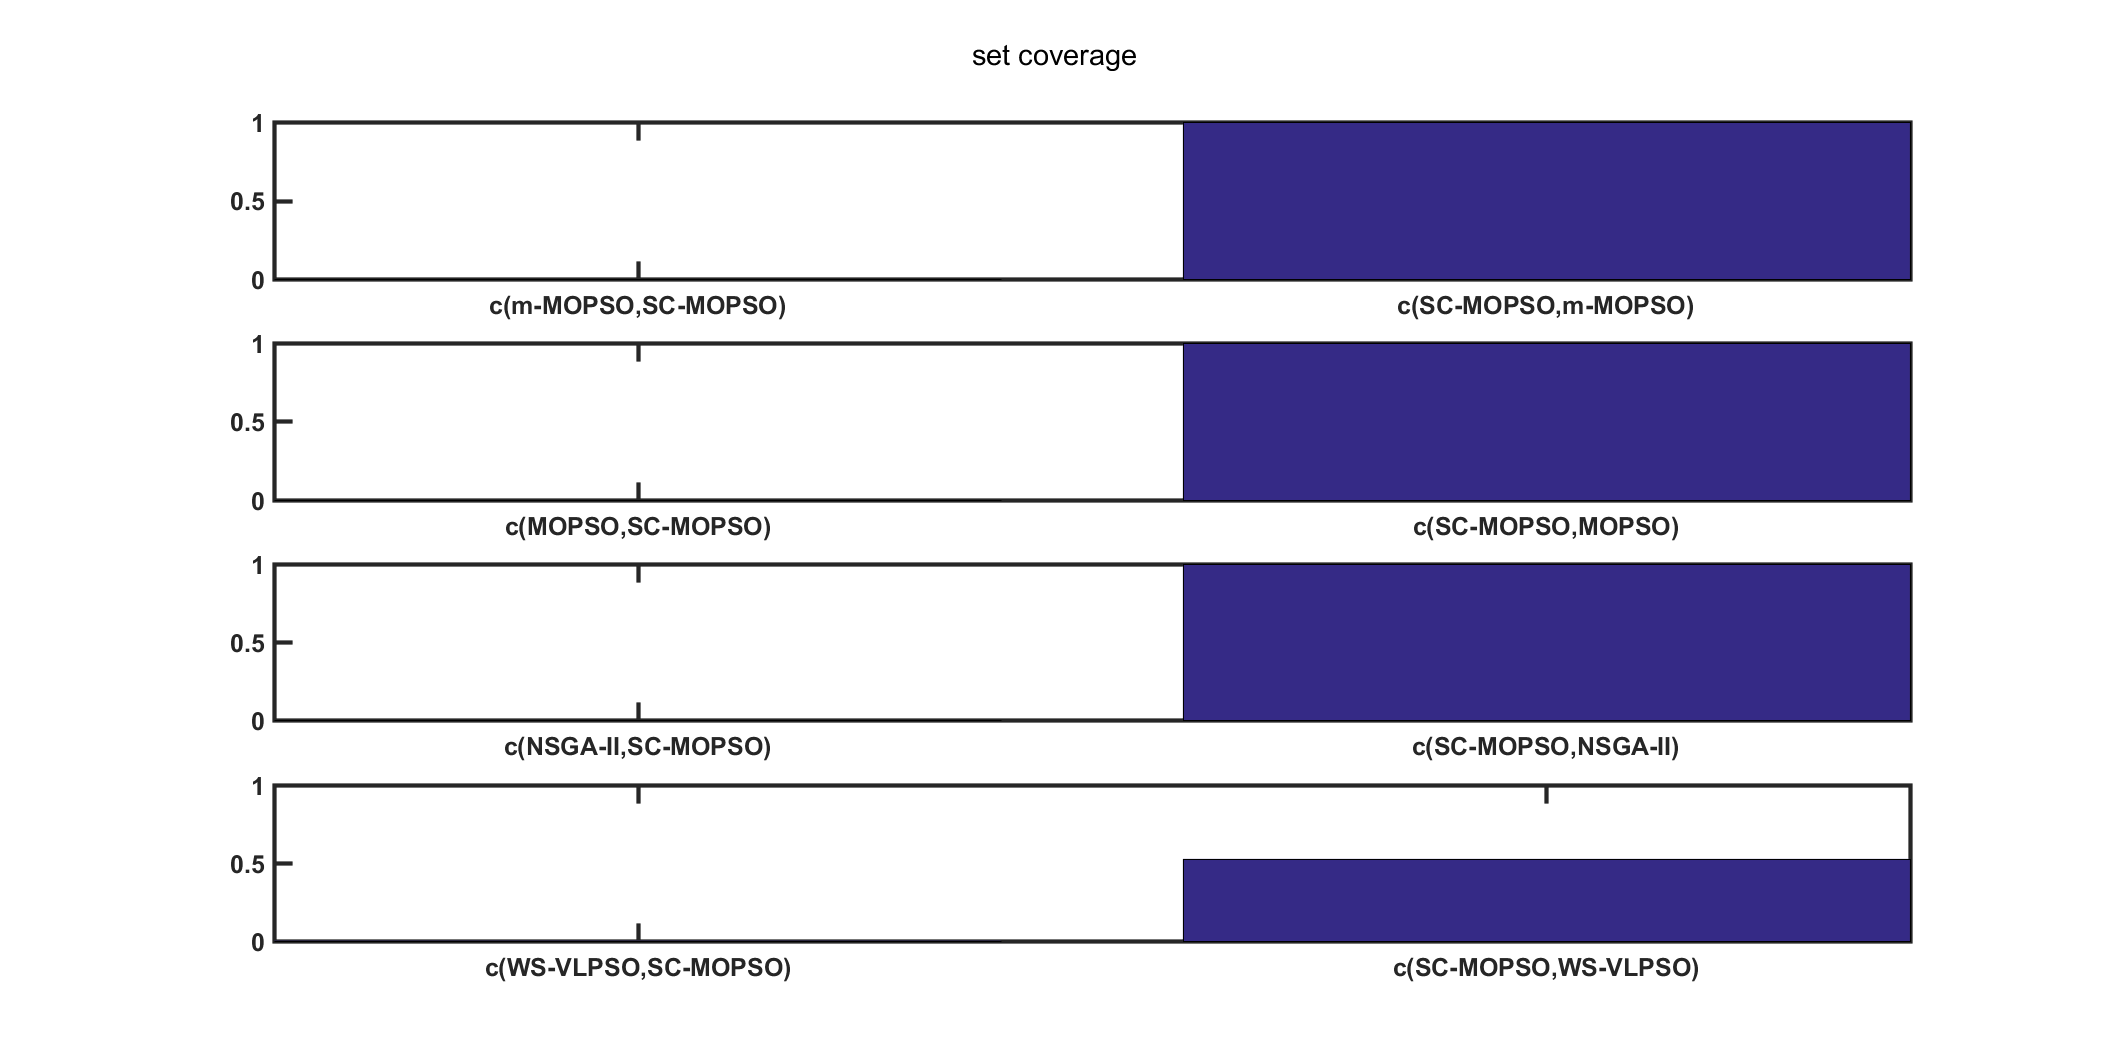 set coverage
1
0.5
0
c(m-MOPSO,SC-MOPSO) c(SC-MOPSO,m-MOPSO)
1
0.5
0
c(MOPSO,SC-MOPSO) c(SC-MOPSO,MOPSO)
1
0.5
0
c(NSGA-II,SC-MOPSO) c(SC-MOPSO,NSGA-II)
1
0.5
0
c(WS-VLPSO,SC-MOPSO) c(SC-MOPSO,WS-VLPSO)